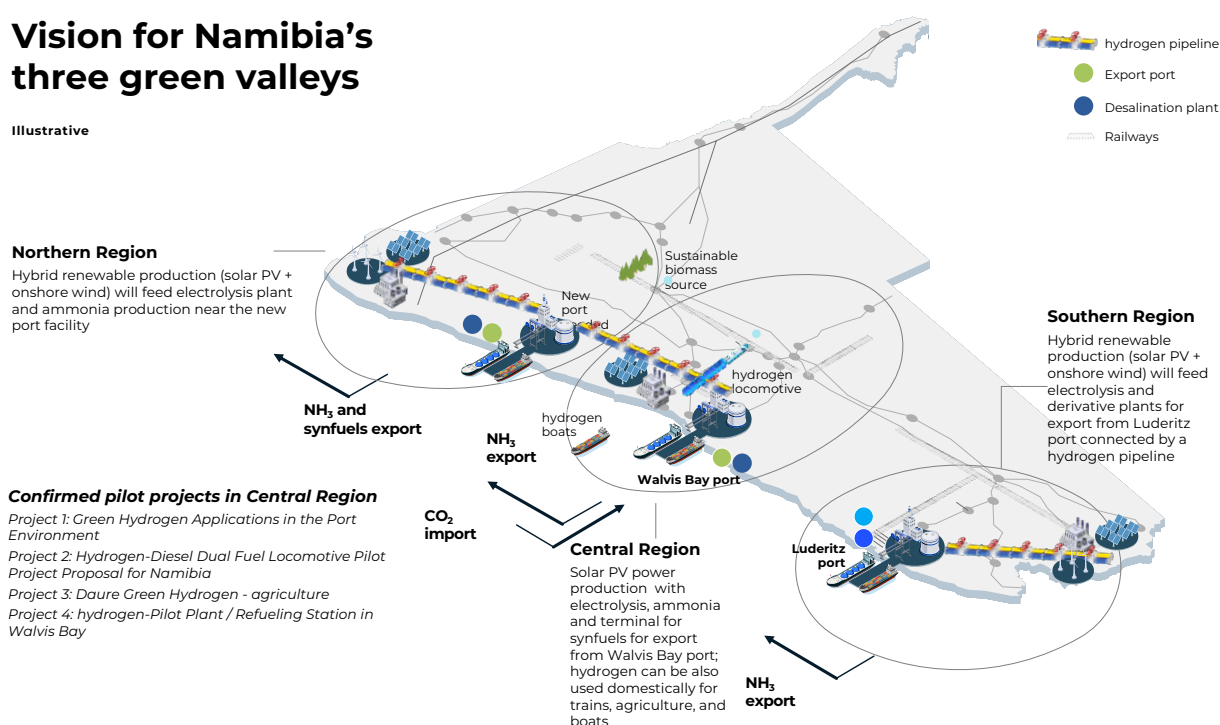 Vision for Namibia's
three green valleys
Illustrative
hydrogen pipeline
Export port
Desalination plant
Railways
Northern Region
Hybrid renewable production (solar PV +
onshore wind) will feed electrolysis plant
and ammonia production near the new
port facility
Sustainable
biomass
source
New
port
NH₃ and
synfuels export
hydrogen
locomotive
hydrogen
boats
NH₃
export
Walvis Bay port
CO₂
import
Southern Region
Hybrid renewable
production (solar PV +
onshore wind) will feed
electrolysis and
derivative plants for
export from Luderitz
port connected by a
hydrogen pipeline
Confirmed pilot projects in Central Region
Project 1: Green Hydrogen Applications in the Port
Environment
Project 2: Hydrogen-Diesel Dual Fuel Locomotive Pilot
Project Proposal for Namibia
Project 3: Daure Green Hydrogen - agriculture
Project 4: hydrogen-Pilot Plant / Refueling Station in
Walvis Bay
Central Region
Solar PV power
production with
electrolysis, ammonia
and terminal for
synfuels for export
from Walvis Bay port;
hydrogen can be also
used domestically for
trains, agriculture, and
boats
Luderitz
port
NH₃
export